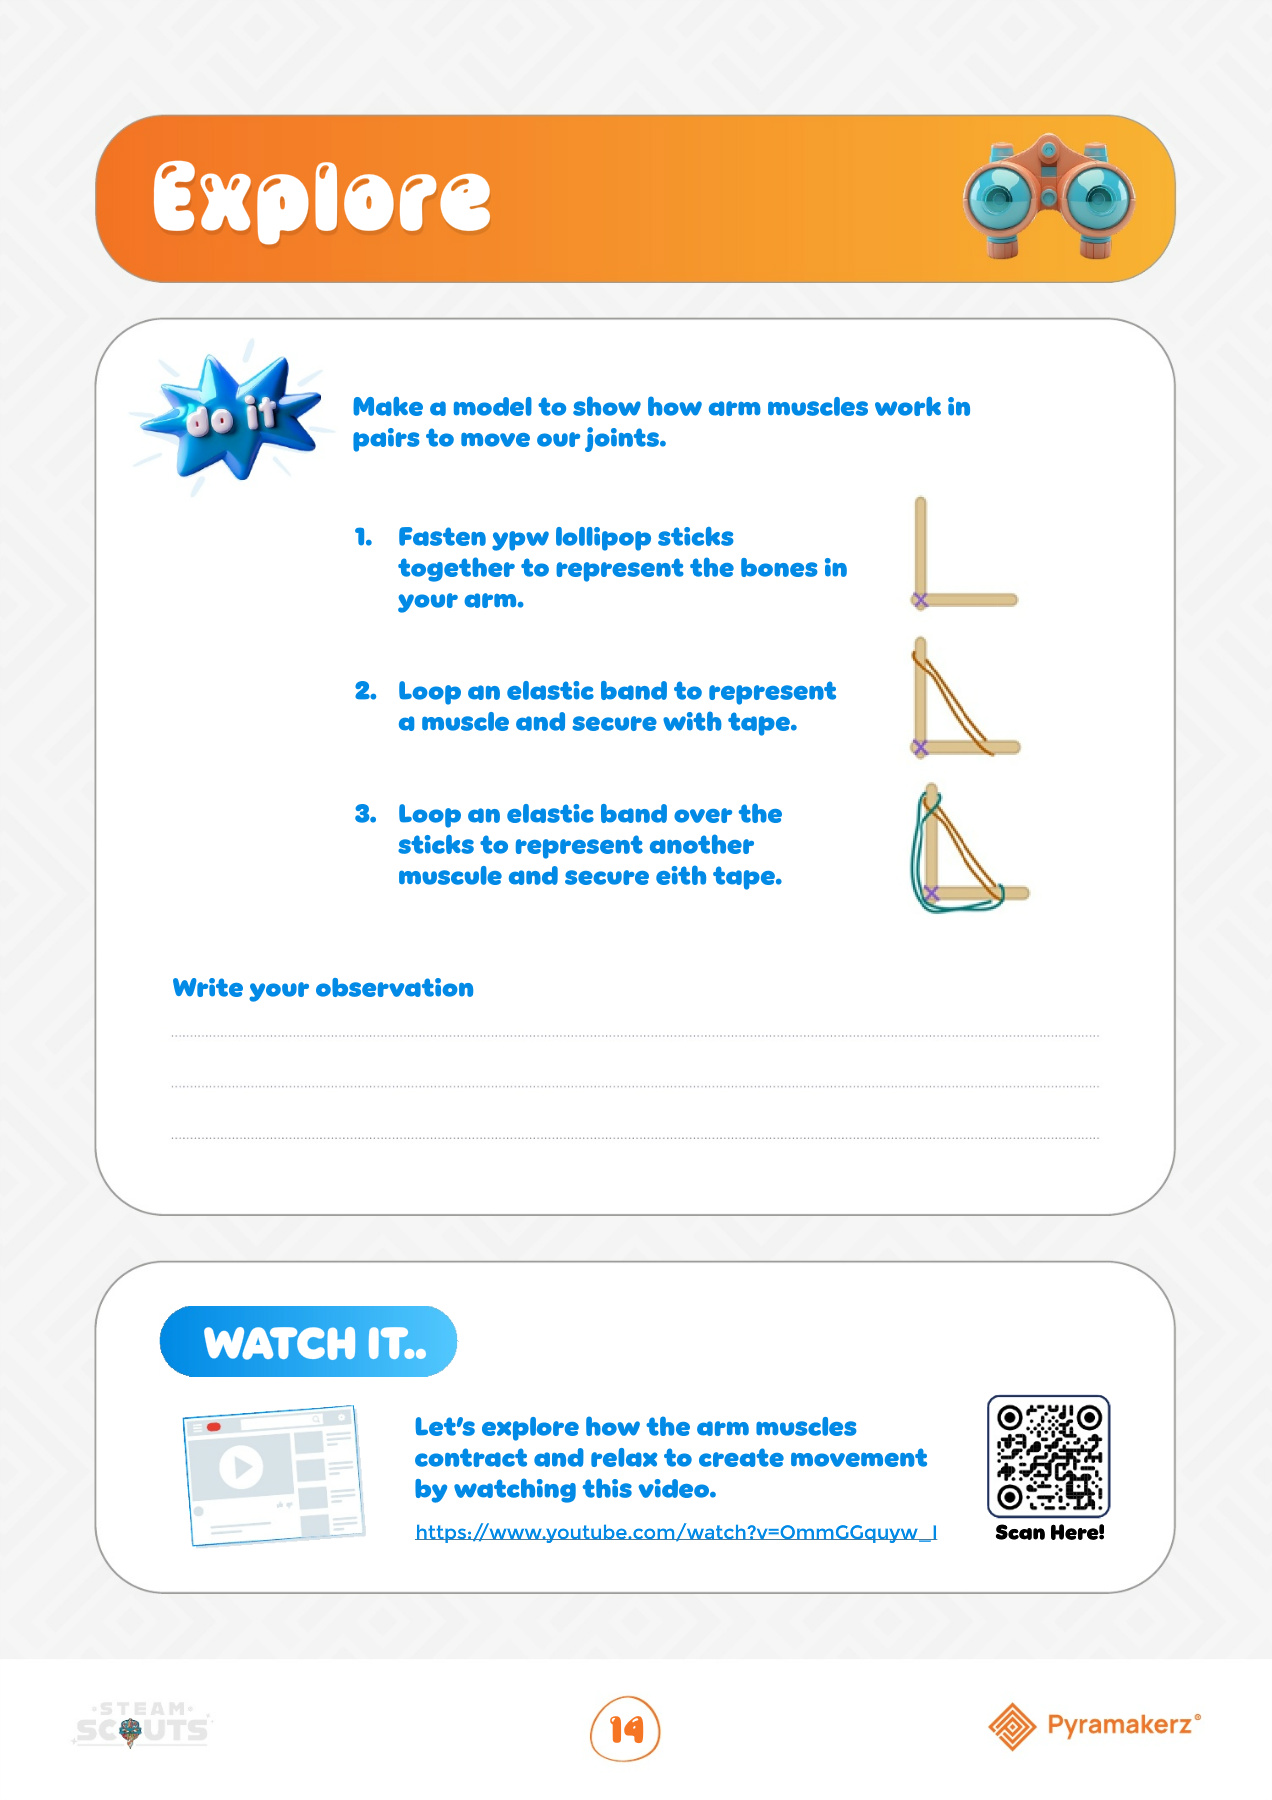 Explore
do it
Make a model to show how arm muscles work in
pairs to move our joints.
1. Fasten ypw lollipop sticks
together to represent the bones in
your arm.
2. Loop an elastic band to represent
a muscle and secure with tape.
3. Loop an elastic band over the
sticks to represent another
muscule and secure eith tape.
Write your observation
WATCH IT..
Let's explore how the arm muscles
contract and relax to create movement
by watching this video.
https://www.youtube.com/watch?v=OmmGGquyw_I
Scan Here!
STEAM
SCOUTS
14
Pyramakerz®